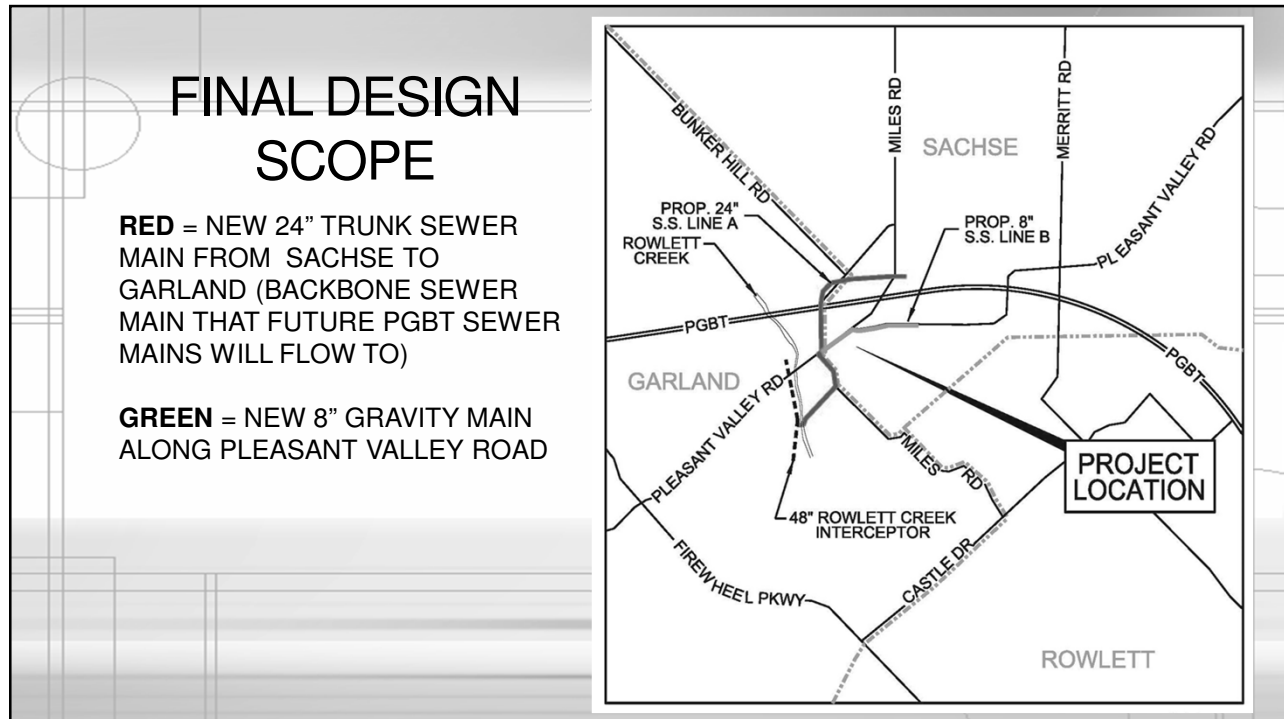 FINAL DESIGN
SCOPE
RED = NEW 24” TRUNK SEWER
MAIN FROM SACHSE TO
GARLAND (BACKBONE SEWER
MAIN THAT FUTURE PGBT SEWER
MAINS WILL FLOW TO)
GREEN = NEW 8” GRAVITY MAIN
ALONG PLEASANT VALLEY ROAD
BUNKER HILL RD
MILES RD
SACHSE
MERRITT RD
PLEASANT VALLEY RD
PROP. 24"
S.S. LINE A
ROWLETT
CREEK
PROP. 8"
S.S. LINE B
PGBT
PGBT
GARLAND
PLEASANT VALLEY RD
MILES RD
PROJECT
LOCATION
48" ROWLETT CREEK
INTERCEPTOR
FIREWHEEL PKWY
CASTLE DR
ROWLETT